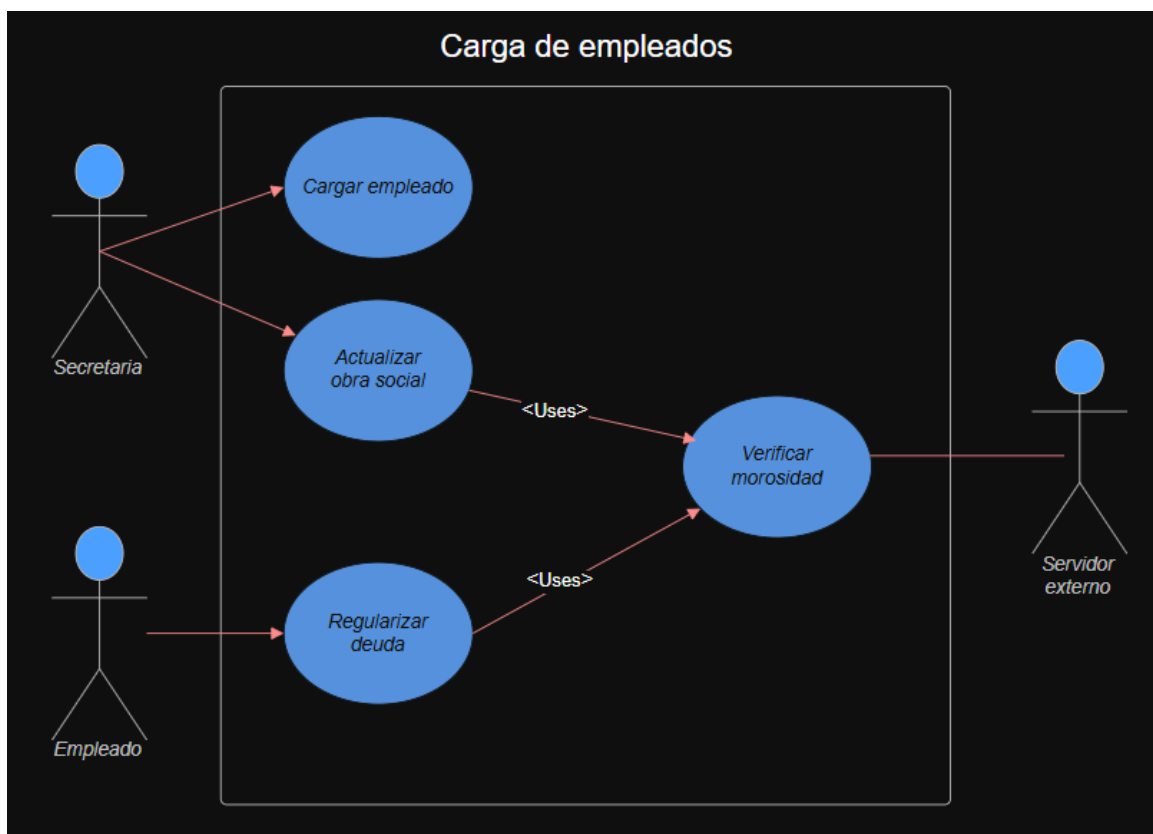 Carga de empleados
Cargar empleado
Secretaria
Actualizar
obra social
<Uses>
Verificar
morosidad
Servidor
externo
<Uses>
Regularizar
deuda
Empleado